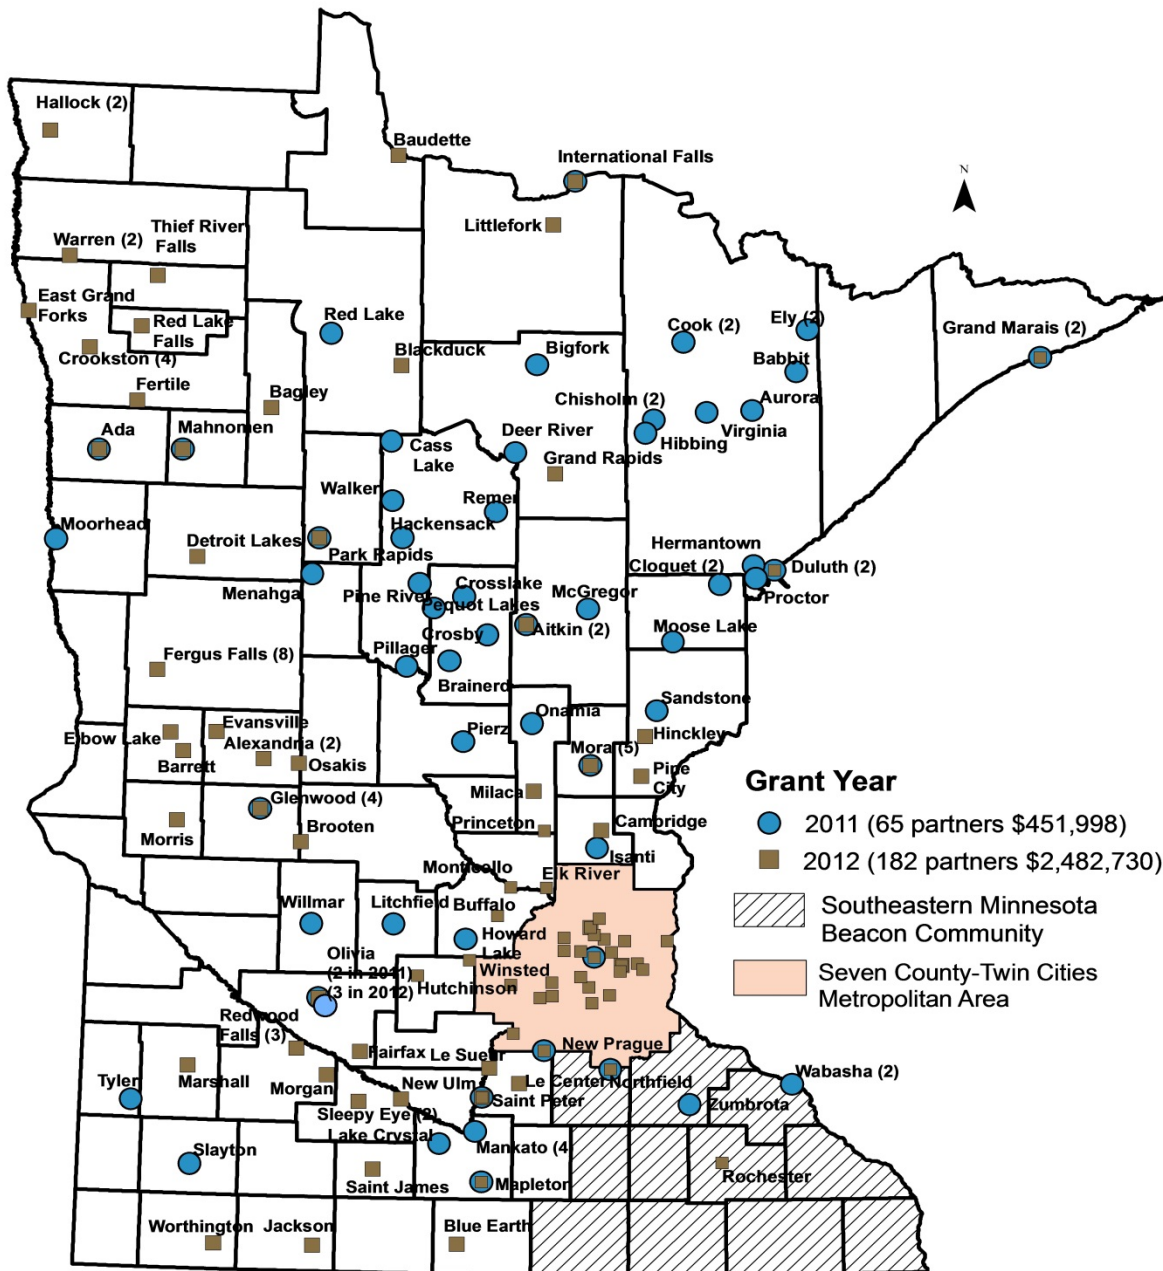 Hallock (2)
Baudette
International Falls
N
Littlefork
Thief River
Falls
Warren (2)
East Grand
Forks
Red Lake
Falls
Crookston (4)
Fertile
Red Lake
Blackduck
Bagley
Bigfork
Cook (2)
Ely (2)
Babbit
Grand Marais (2)
Chisholm (2)
Aurora
Virginia
Hibbing
Ada
Mahnomen
Cass
Lake
Deer River
Grand Rapids
Walker
Remer
Hackensack
Moorhead
Detroit Lakes
Park Rapids
Menahga
Hermantown
Cloquet (2)
Duluth (2)
Proctor
Pine River
Crosslake
Pequot Lakes
McGregor
Crosby
Aitkin (2)
Moose Lake
Fergus Falls (8)
Pillager
Brainerd
Sandstone
Onamia
Hinckley
Pierz
Elbow Lake
Evansville
Alexandria (2)
Barrett
Osakis
Mora (5)
Pine
City
Milaca
Glenwood (4)
Morris
Brooten
Princeton
Cambridge
Isanti
Monticello
Elk River
Grant Year
2011 (65 partners $451,998)
2012 (182 partners $2,482,730)
Southeastern Minnesota
Beacon Community
Seven County-Twin Cities
Metropolitan Area
Willmar
Litchfield
Buffalo
Howard
Lake
Olivia
(2 in 2011)
(3 in 2012)
Winsted
Hutchinson
Redwood
Falls (3)
Fairfax
Le Sueur
New Prague
Tyler
Marshall
Morgan
New Ulm
Le Center
Northfield
Wabasha (2)
Saint Peter
Zumbrota
Sleepy Eye (2)
Lake Crystal
Mankato (4
Slayton
Saint James
Mapleton
Rochester
Worthington
Jackson
Blue Earth